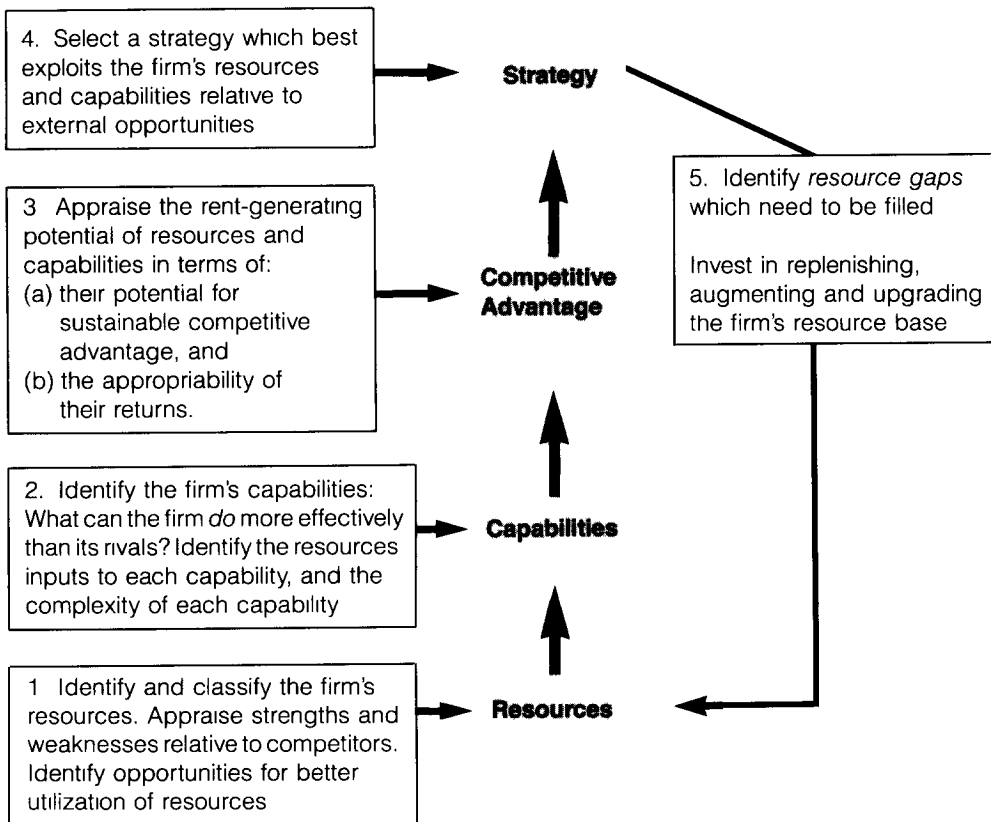 4. Select a strategy which best
exploits the firm's resources
and capabilities relative to
external opportunities
Strategy
5. Identify resource gaps
which need to be filled
Invest in replenishing,
augmenting and upgrading
the firm's resource base
3 Appraise the rent-generating
potential of resources and
capabilities in terms of:
(a) their potential for
sustainable competitive
advantage, and
(b) the appropriability of
their returns.
Competitive
Advantage
2. Identify the firm's capabilities:
What can the firm do more effectively
than its rivals? Identify the resources
inputs to each capability, and the
complexity of each capability
Capabilities
1 Identify and classify the firm's
resources. Appraise strengths and
weaknesses relative to competitors.
Identify opportunities for better
utilization of resources
Resources